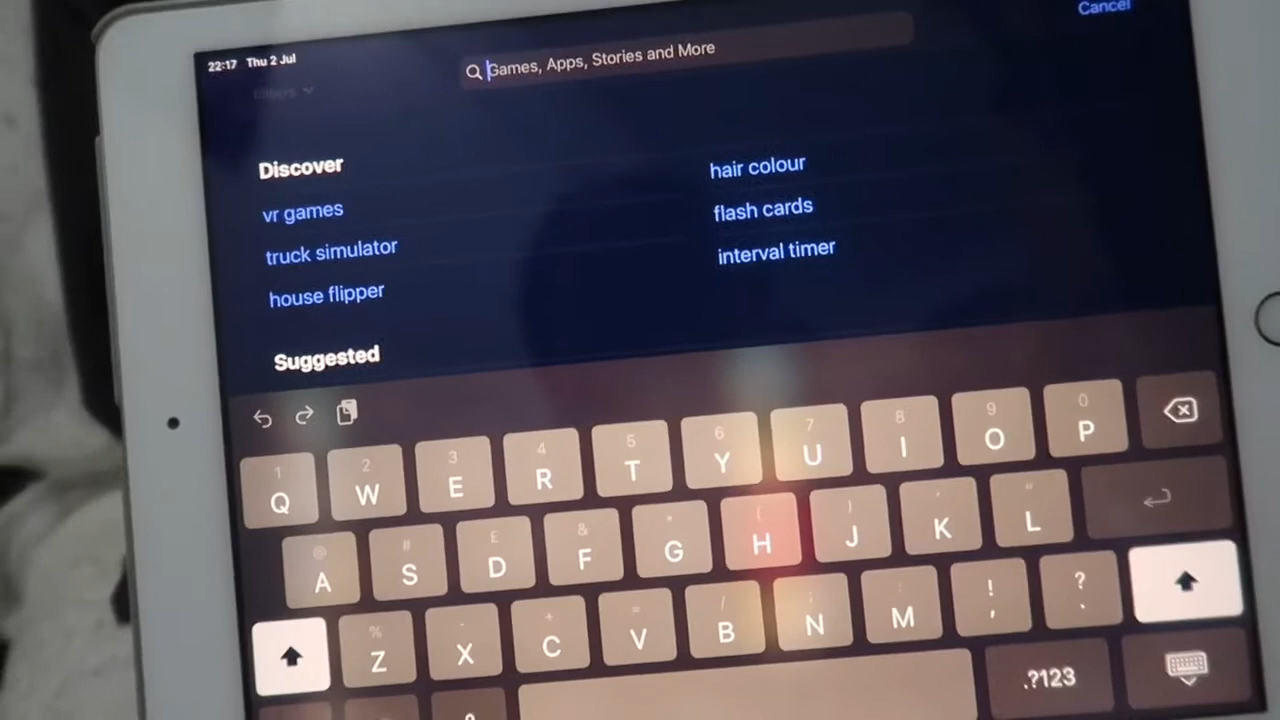 22:17 Thu 2 Jul
Cancel
Games, Apps, Stories and More
Filters
Discover
vr games
truck simulator
house flipper
hair colour
flash cards
interval timer
Suggested
1 2 3 4 5 6 7 8 9 0
Q W E R T Y U I O P
@ # £ & * ( ) ' "
A S D F G H J K L
% - + = / ; : ! ?
Z X C V B N M , .
.?123